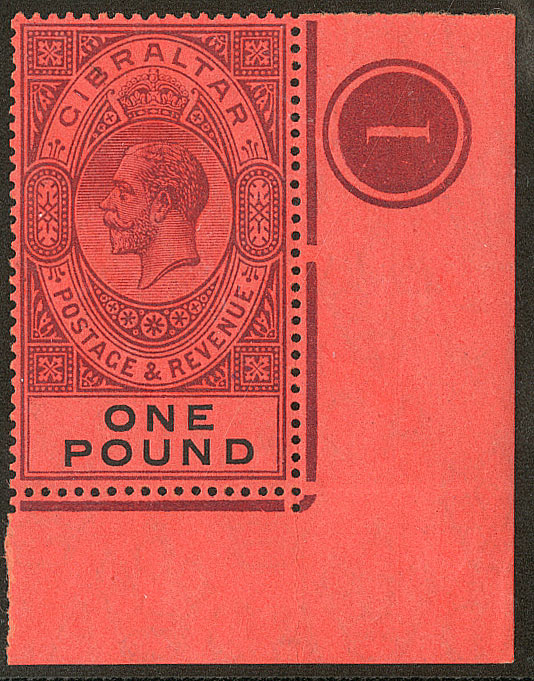 GIBRALTAR
POSTAGE & REVENUE
ONE
POUND
1